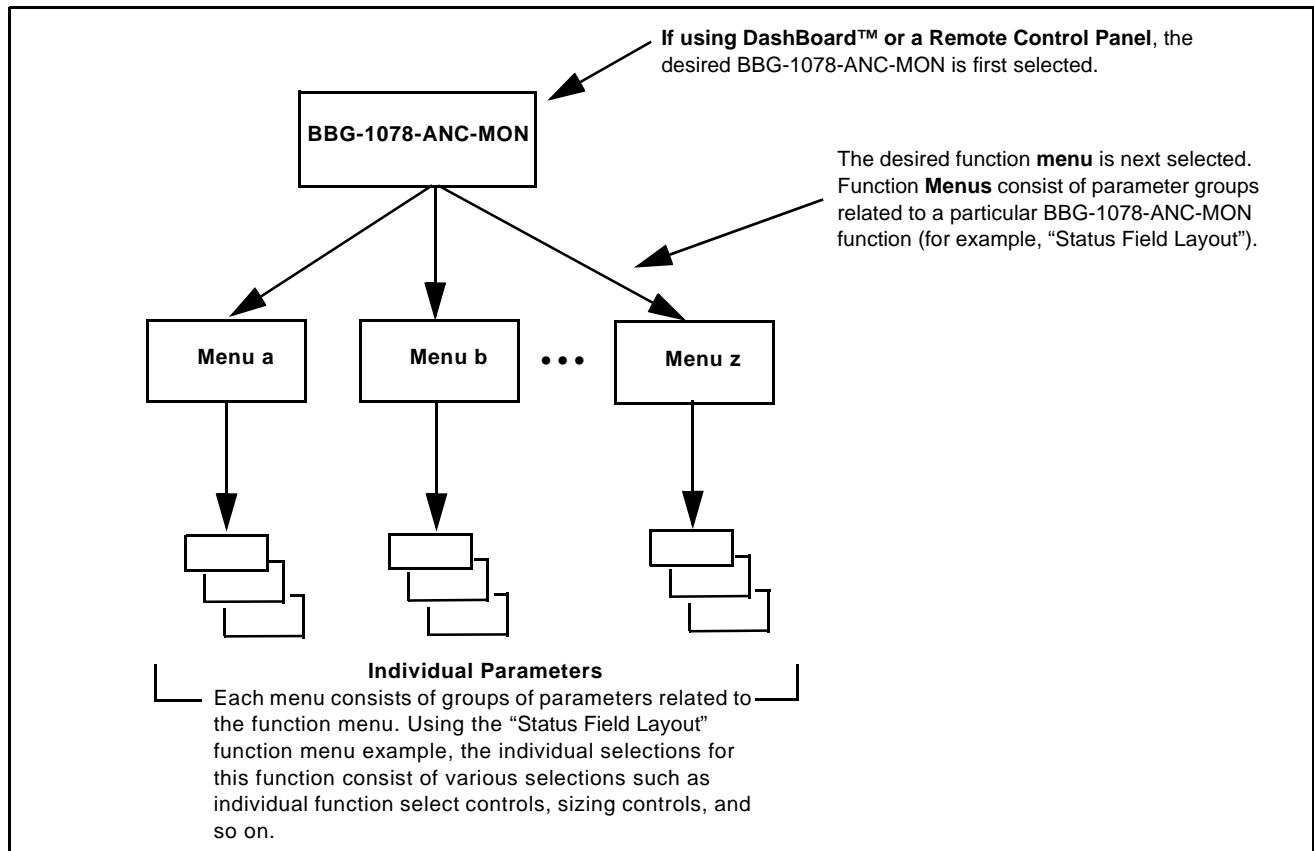 If using DashBoard™ or a Remote Control Panel, the
desired BBG-1078-ANC-MON is first selected.
BBG-1078-ANC-MON
The desired function menu is next selected.
Function Menus consist of parameter groups
related to a particular BBG-1078-ANC-MON
function (for example, “Status Field Layout”).
Menu a
Menu b
• • •
Menu z
Individual Parameters
Each menu consists of groups of parameters related to
the function menu. Using the “Status Field Layout”
function menu example, the individual selections for
this function consist of various selections such as
individual function select controls, sizing controls, and
so on.